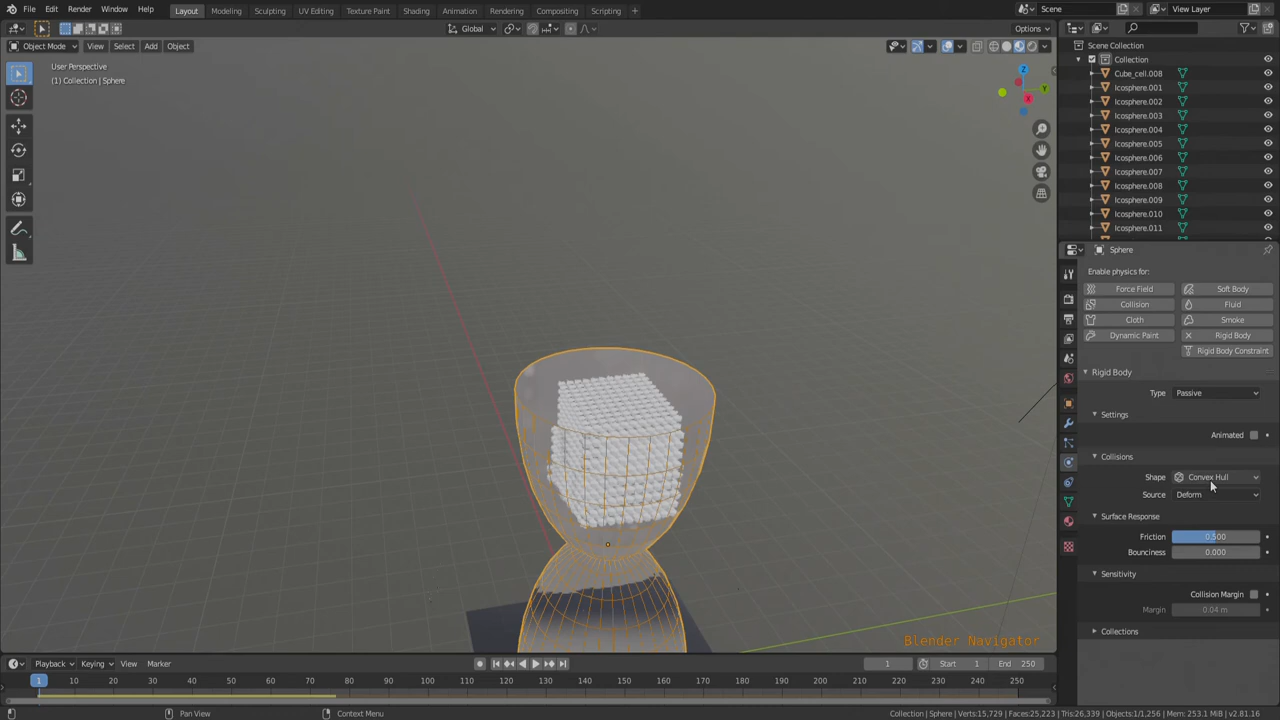 File Edit Render Window Help Layout Modeling Sculpting UV Editing Texture Paint Shading Animation Rendering Compositing Scripting + Scene View Layer
Global Options
Object Mode View Select Add Object
User Perspective
(1) Collection | Sphere
Z
Y
X
Scene Collection
Collection
Cube_cell.008
Icosphere.001
Icosphere.002
Icosphere.003
Icosphere.004
Icosphere.005
Icosphere.006
Icosphere.007
Icosphere.008
Icosphere.009
Icosphere.010
Icosphere.011
Sphere
Enable physics for:
Force Field Soft Body
Collision Fluid
Cloth Smoke
Dynamic Paint Rigid Body
Rigid Body Constraint
Rigid Body
Type Passive
Settings
Animated
Collisions
Shape Convex Hull
Source Deform
Surface Response
Friction 0.500
Bounciness 0.000
Sensitivity
Collision Margin
Margin 0.04 m
Collections
Blender Navigator
Playback Keying View Marker 1 Start 1 End 250
1 10 20 30 40 50 60 70 80 90 100 110 120 130 140 150 160 170 180 190 200 210 220 230 240 250
Pan View Context Menu Collection | Sphere | Verts:15,729 | Faces:25,223 | Tris:26,339 | Objects:1/1,256 | Mem: 253.1 MiB | v2.81.16